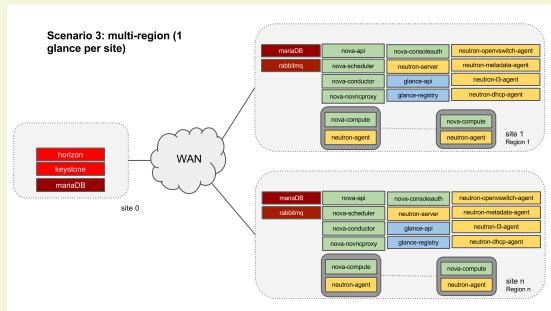 Scenario 3: multi-region (1
glance per site)
horizon
keystone
mariaDB
site 0
WAN
mariaDB
nova-api
nova-consoleauth
neutron-openvswitch-agent
rabbitmq
nova-scheduler
neutron-server
neutron-metadata-agent
nova-conductor
glance-api
neutron-l3-agent
nova-novncproxy
glance-registry
neutron-dhcp-agent
nova-compute
neutron-agent
nova-compute
neutron-agent
site 1
Region 1
mariaDB
nova-api
nova-consoleauth
neutron-openvswitch-agent
rabbitmq
nova-scheduler
neutron-server
neutron-metadata-agent
nova-conductor
glance-api
neutron-l3-agent
nova-novncproxy
glance-registry
neutron-dhcp-agent
nova-compute
neutron-agent
nova-compute
neutron-agent
site n
Region n